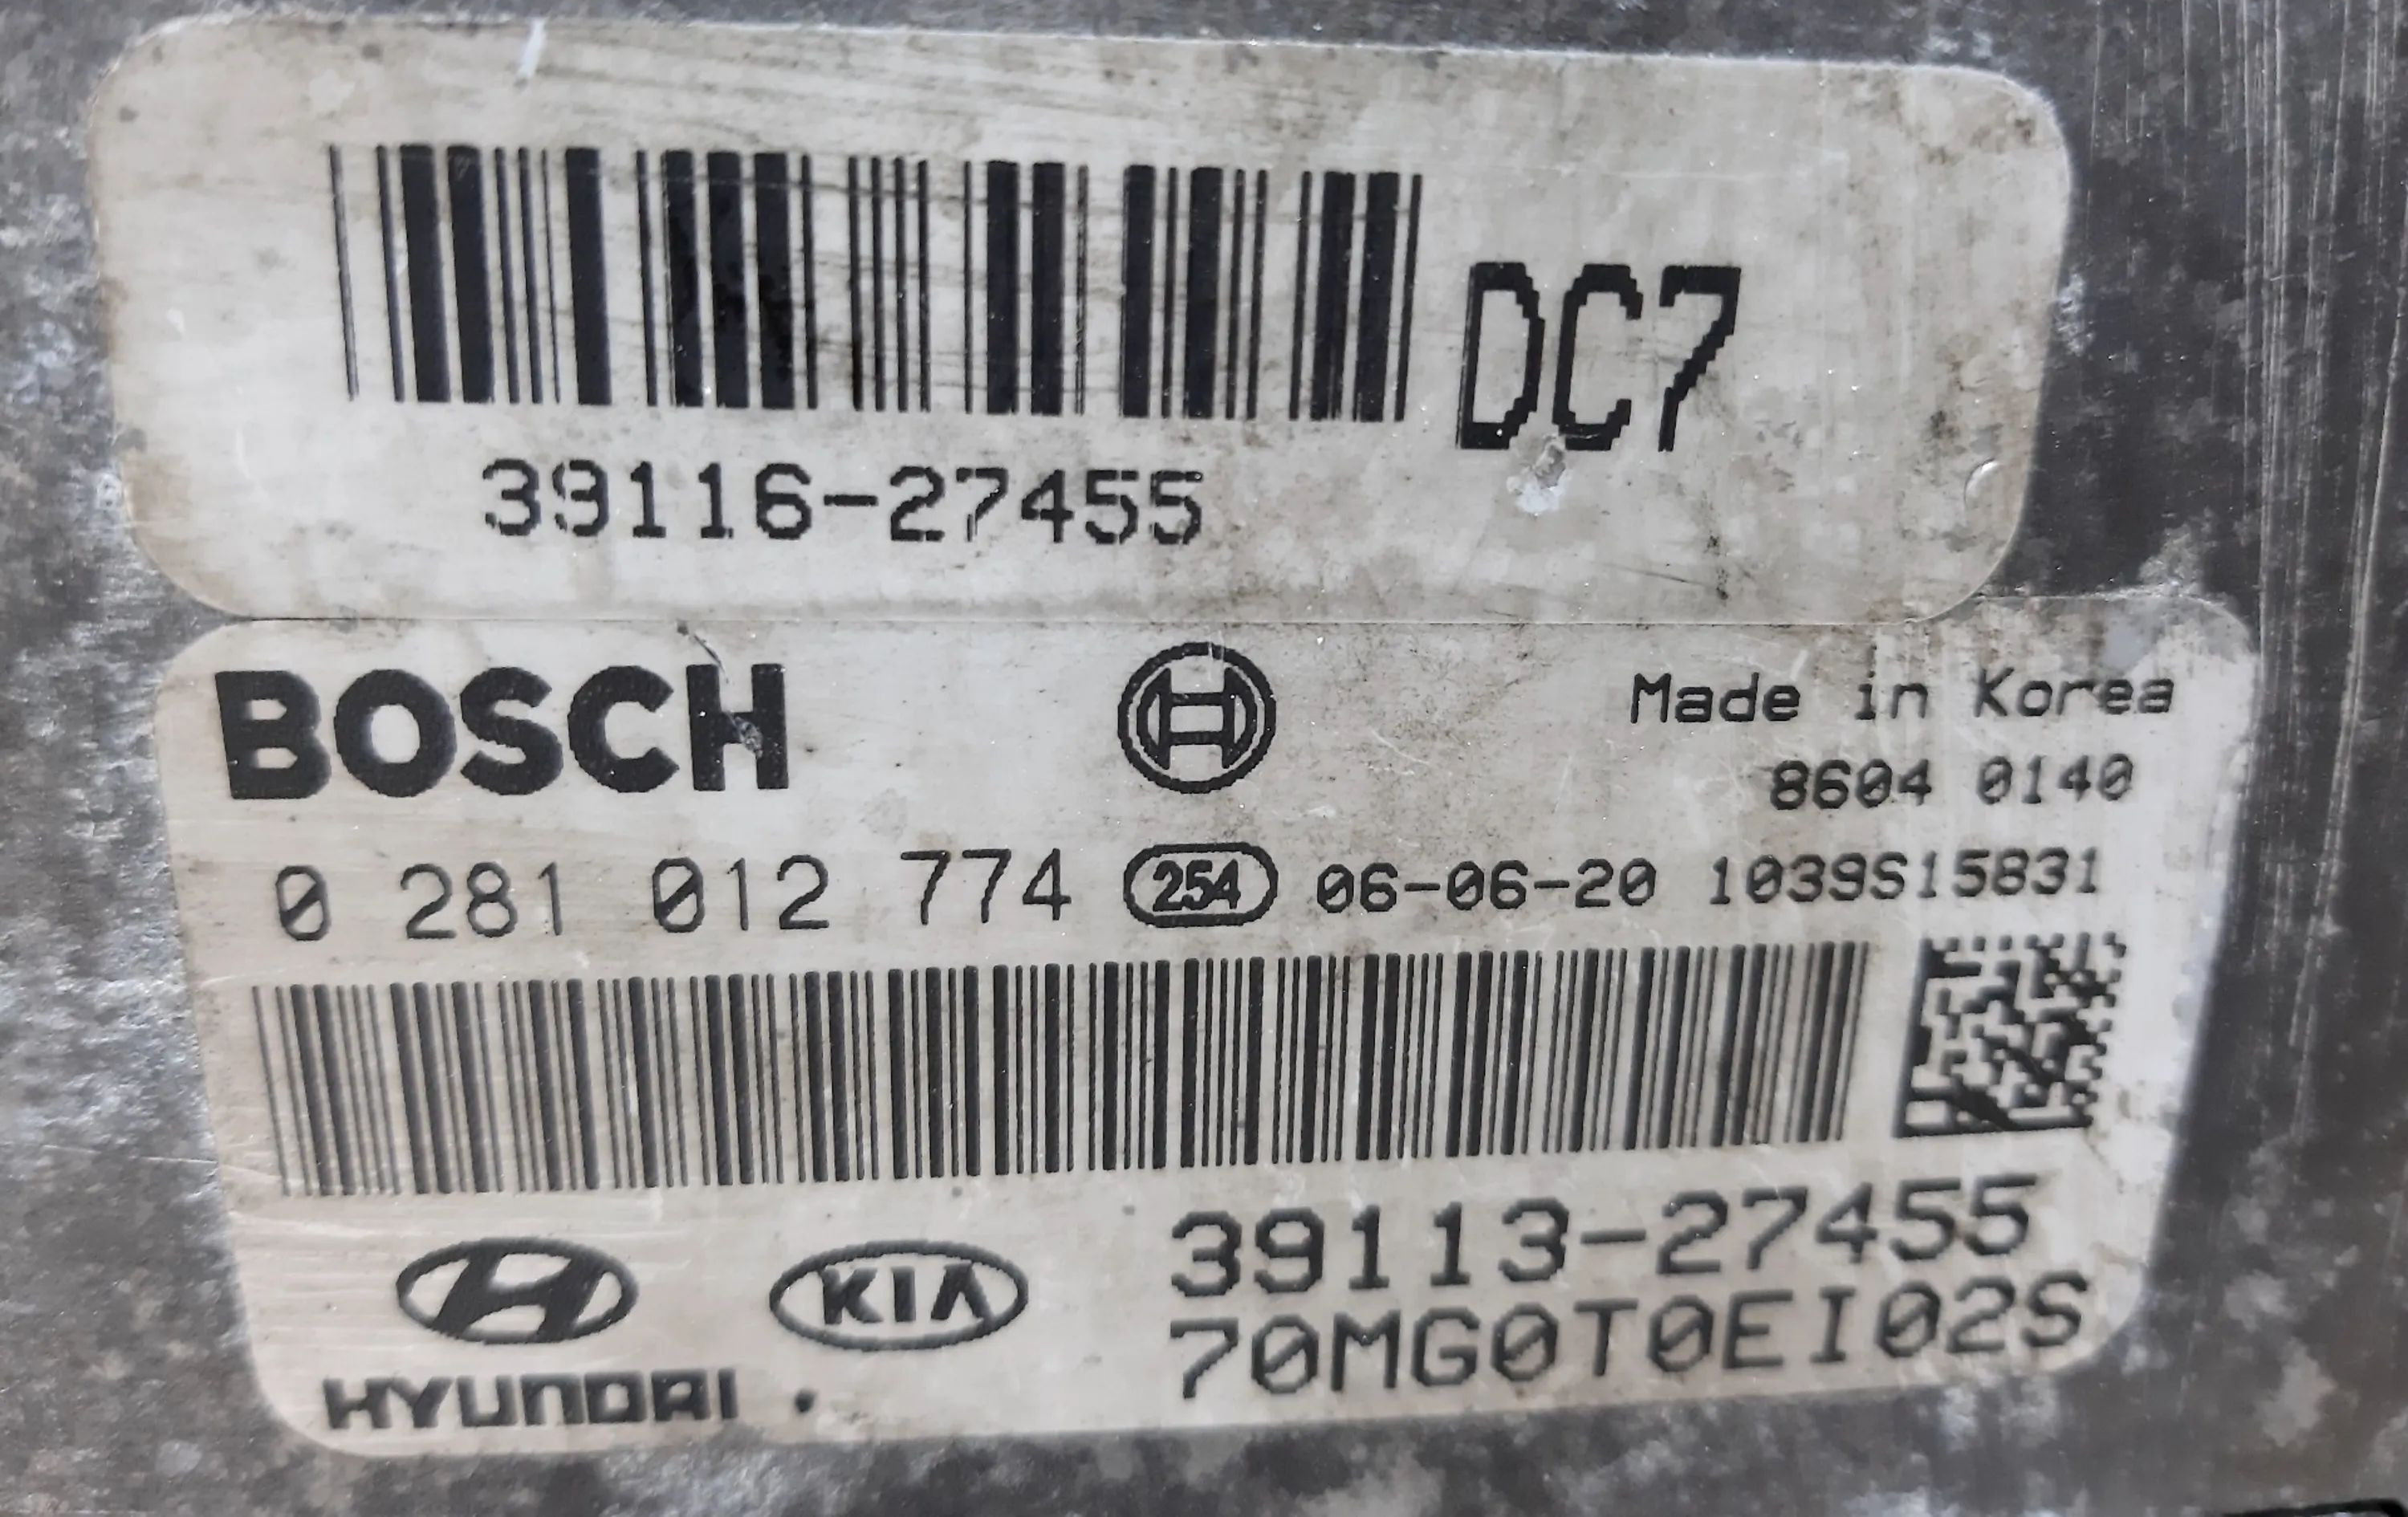 DC7
39116-27455
BOSCH
Made in Korea
8604 0140
0 281 012 774 254 06-06-20 1039S15831
39113-27455
KIA
70MG0T0EI02S
HYUNDAI